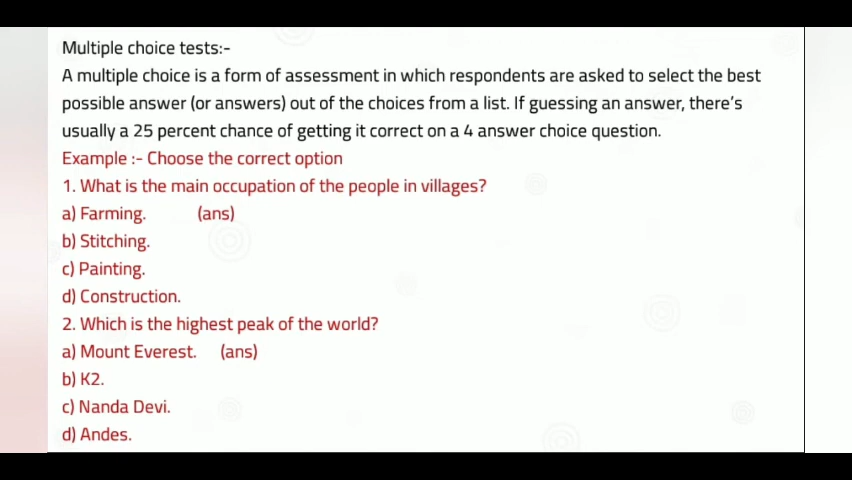 Multiple choice tests:-
A multiple choice is a form of assessment in which respondents are asked to select the best
possible answer (or answers) out of the choices from a list. If guessing an answer, there's
usually a 25 percent chance of getting it correct on a 4 answer choice question.
Example :- Choose the correct option
1. What is the main occupation of the people in villages?
a) Farming. (ans)
b) Stitching.
c) Painting.
d) Construction.
2. Which is the highest peak of the world?
a) Mount Everest. (ans)
b) K2.
c) Nanda Devi.
d) Andes.